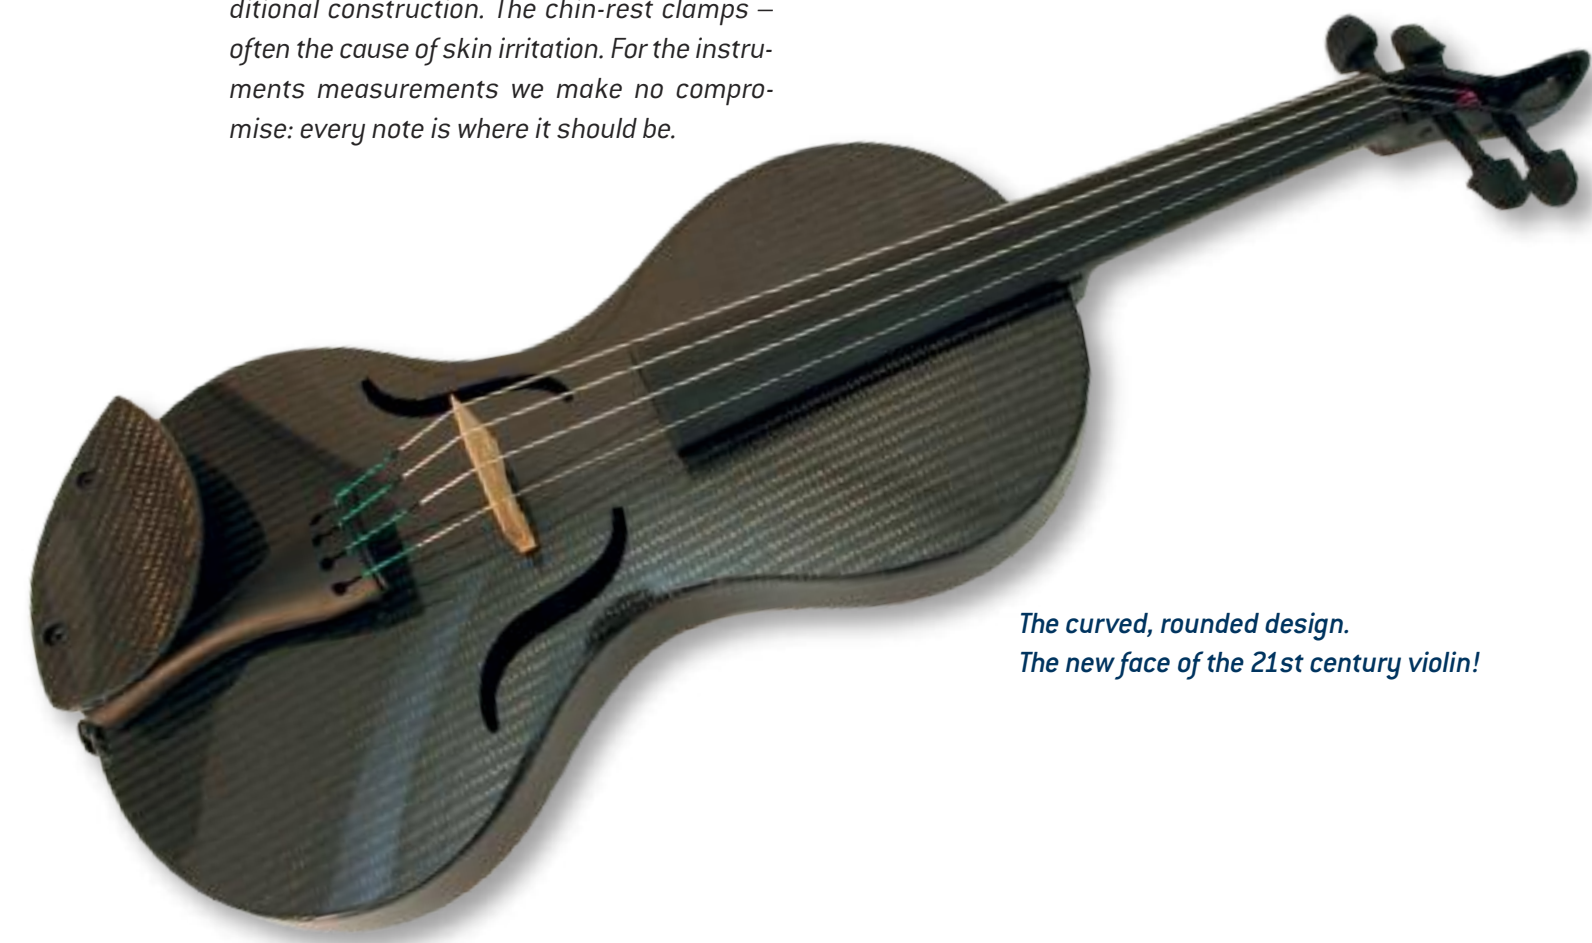 ditional construction. The chin-rest clamps –
often the cause of skin irritation. For the instru-
ments measurements we make no compro-
mise: every note is where it should be.
The curved, rounded design.
The new face of the 21st century violin!